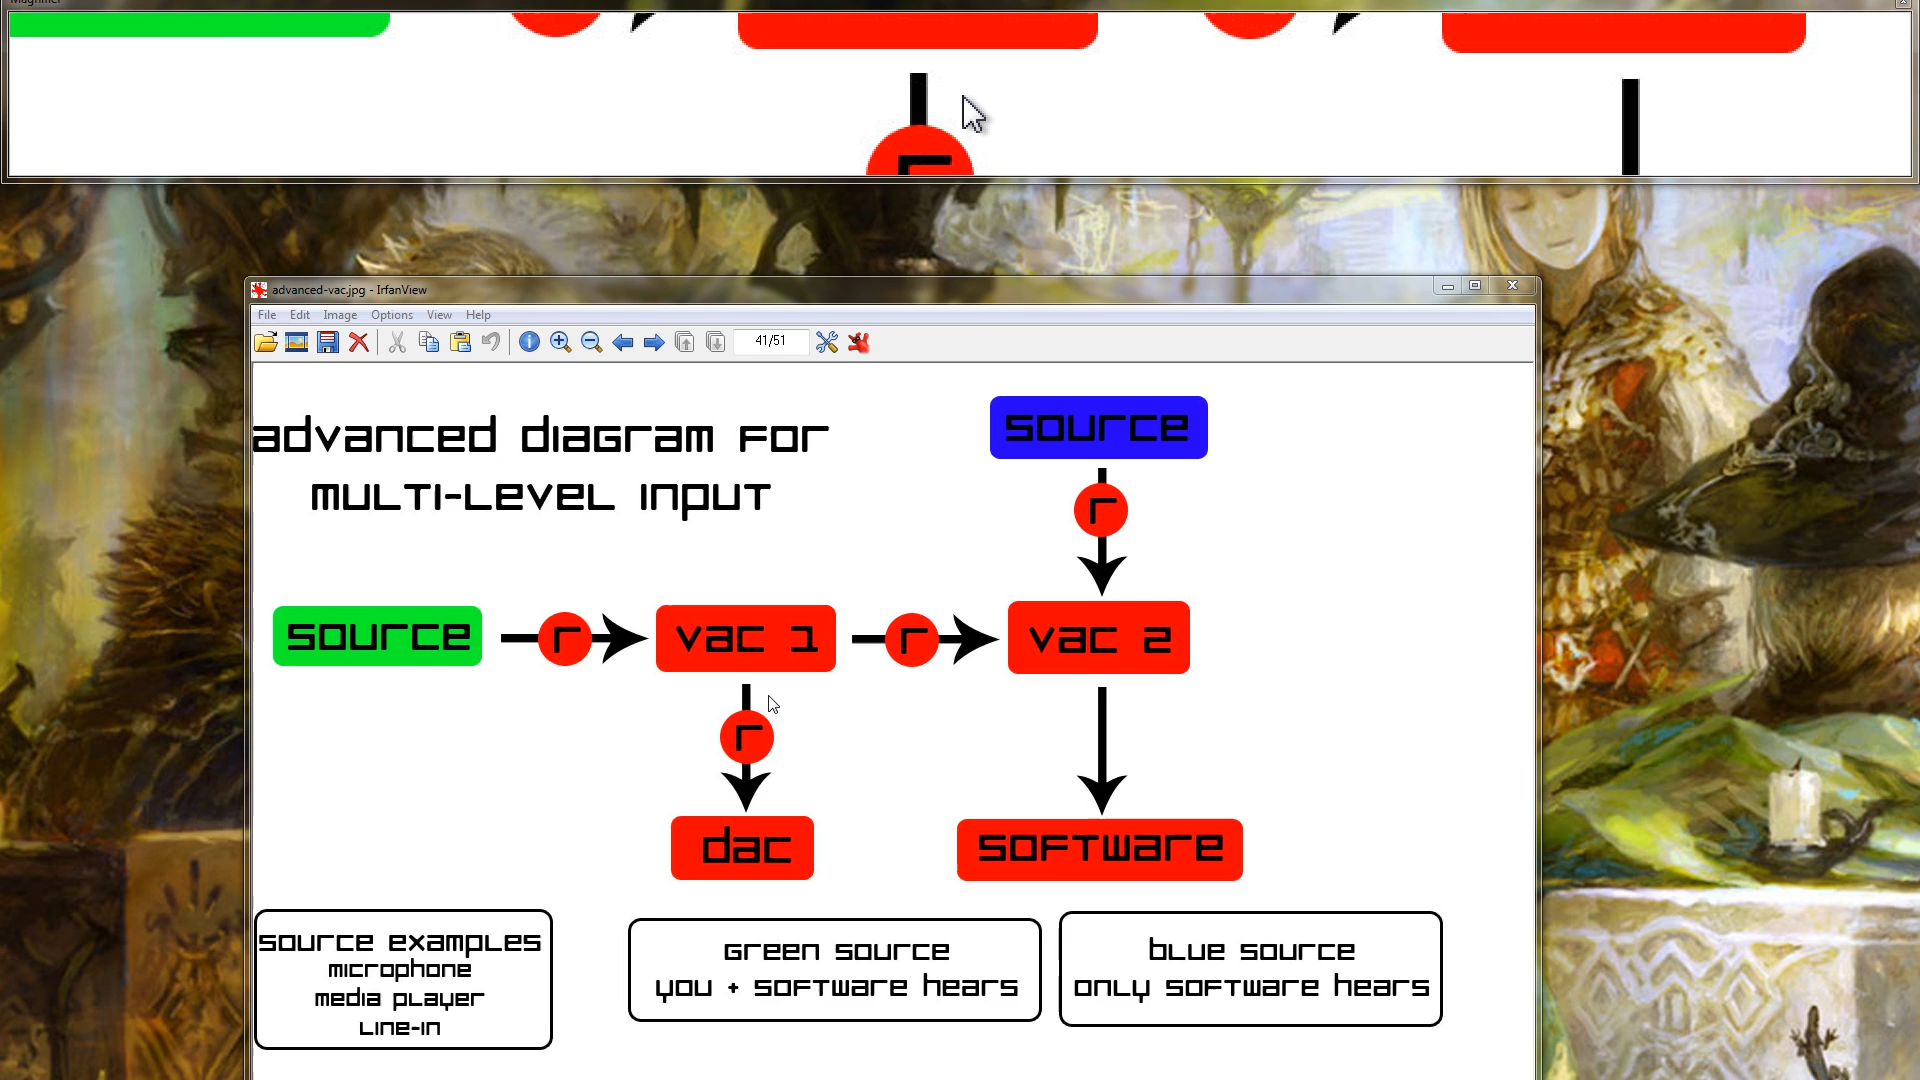 Magnifier
r
advanced-vac.jpg - IrfanView
File Edit Image Options View Help
41/51
advanced diagram for
multi-level input
source
r
source
r
vac 1
r
vac 2
r
dac
software
source examples
microphone
media player
line-in
green source
you + software hears
blue source
only software hears